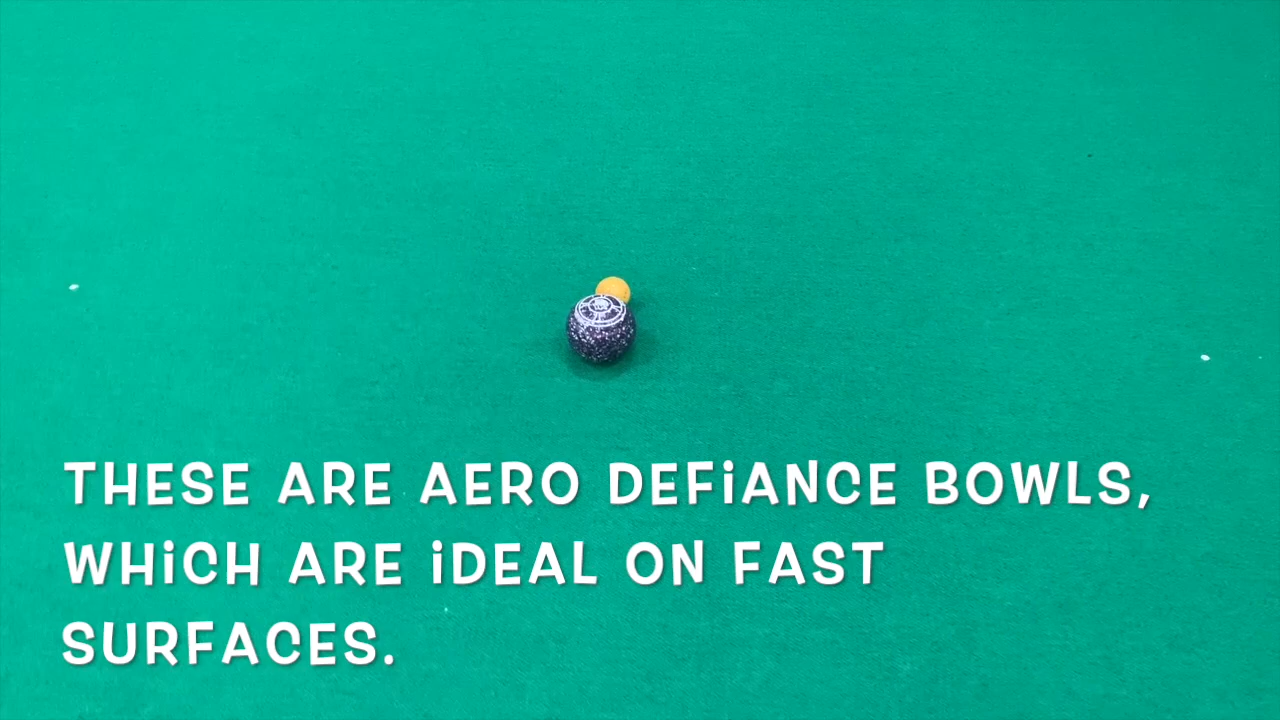 THESE ARE AERO DEFiANCE BOWLS,
WHiCH ARE iDEAL ON FAST
SURFACES.